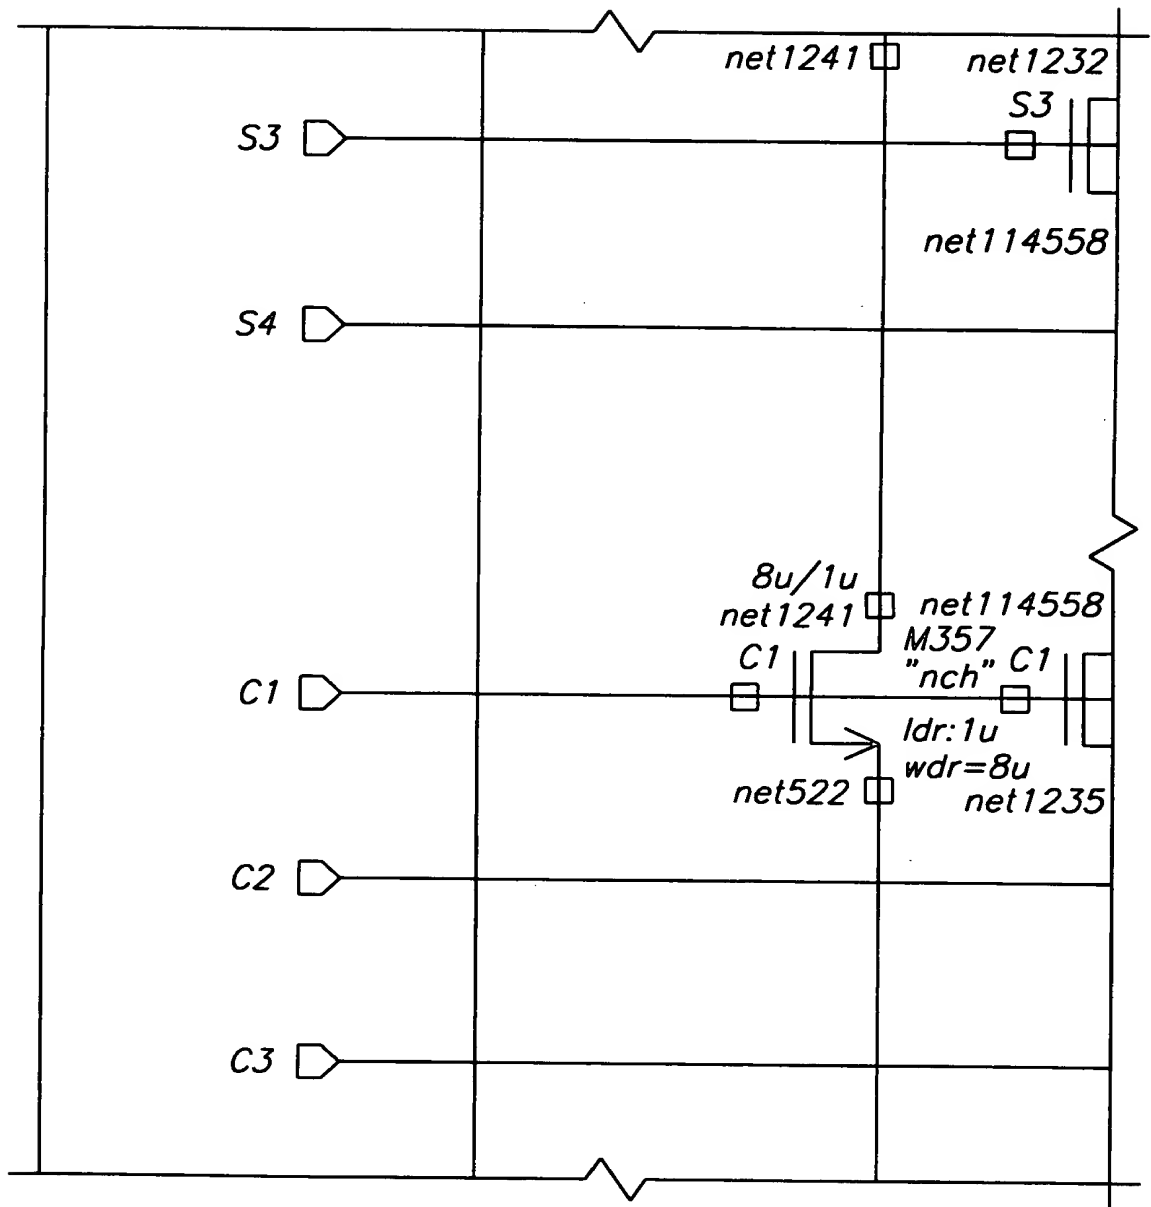 net1241
net1232
S3
S3
net114558
S4
8u/1u
net1241
net114558
M357
"nch"
C1
C1
C1
ldr:1u
wdr=8u
net522
net1235
C2
C3